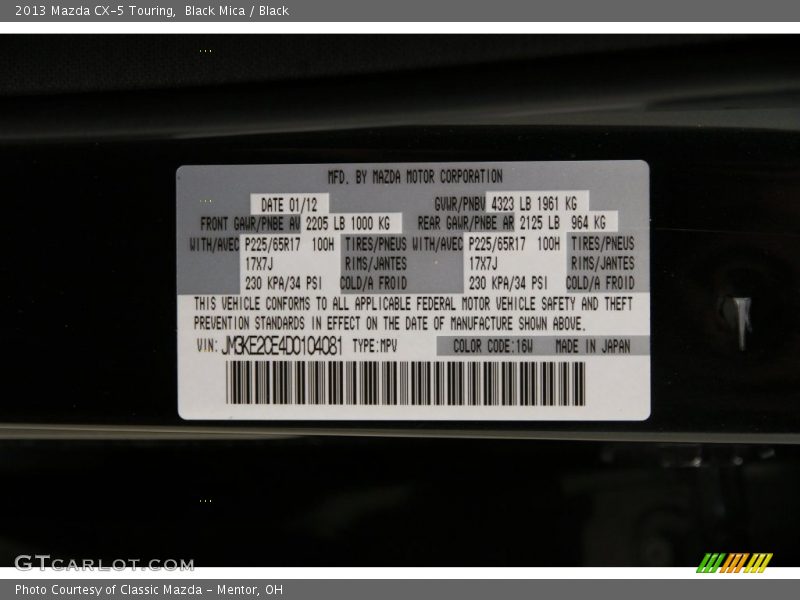 2013 Mazda CX-5 Touring,  Black Mica / Black
MFD. BY MAZDA MOTOR CORPORATION
DATE 01/12 GVWR/PNBV 4323 LB 1961 KG
FRONT GAWR/PNBE AV 2205 LB 1000 KG REAR GAWR/PNBE AR 2125 LB 964 KG
WITH/AVEC P225/65R17 100H TIRES/PNEUS WITH/AVEC P225/65R17 100H TIRES/PNEUS
17X7J RIMS/JANTES 17X7J RIMS/JANTES
230 KPA/34 PSI COLD/A FROID 230 KPA/34 PSI COLD/A FROID
THIS VEHICLE CONFORMS TO ALL APPLICABLE FEDERAL MOTOR VEHICLE SAFETY AND THEFT
PREVENTION STANDARDS IN EFFECT ON THE DATE OF MANUFACTURE SHOWN ABOVE.
VIN: JM3KE2CE4D0104081 TYPE:MPV COLOR CODE:16W MADE IN JAPAN
GTCARLOT.COM
Photo Courtesy of Classic Mazda - Mentor, OH